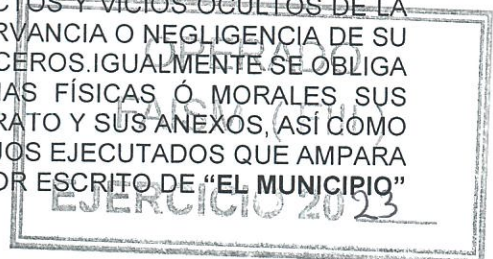 CTOS Y VICIOS OCULTOS DE LA
RVANCIA O NEGLIGENCIA DE SU
CEROS.IGUALMENTE SE OBLIGA
OPERADO
AS FÍSICAS Ó MORALES SUS
RATO Y SUS ANEXOS, ASÍ COMO
FAISM
JOS EJECUTADOS QUE AMPARA
OR ESCRITO DE “EL MUNICIPIO”
EJERCICIO 2023